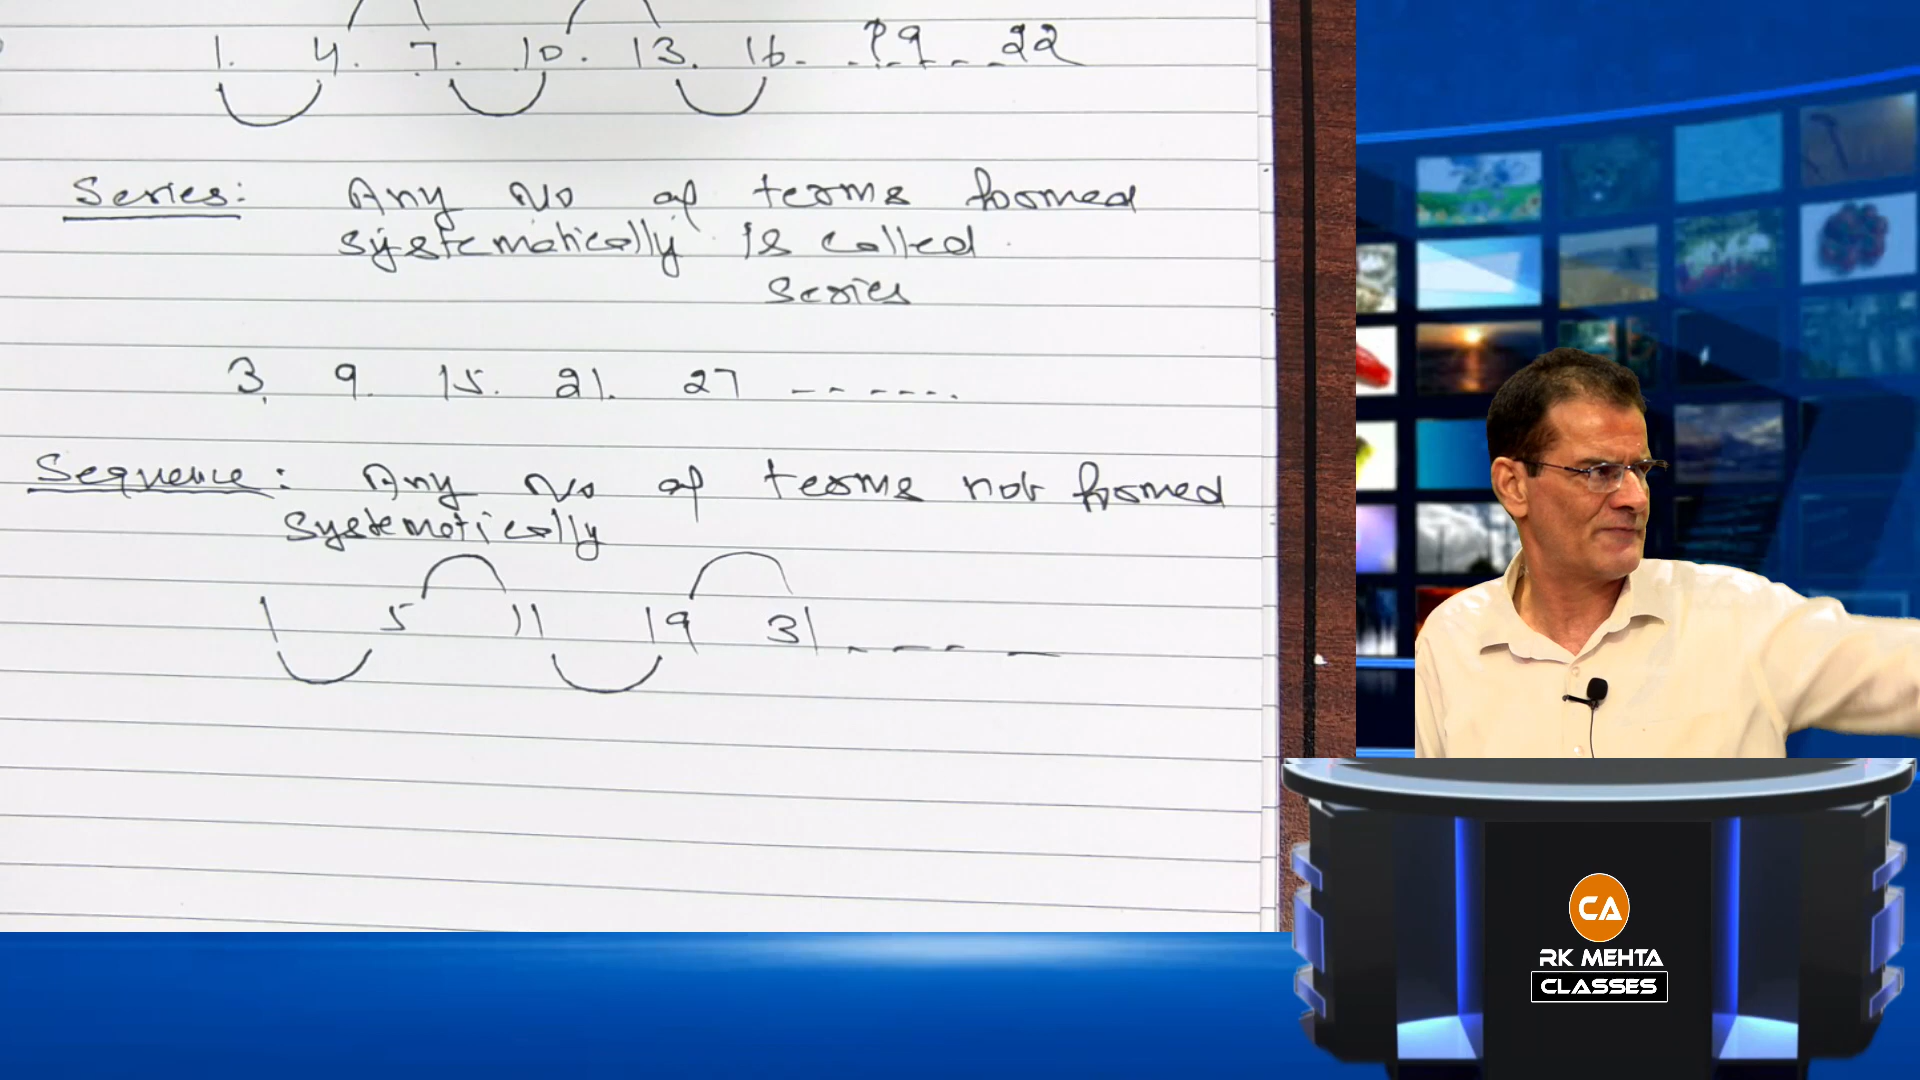 1. 4. 7. 10. 13. 16. - - 19 - - 22
Series: Any No of terms formed
systematically is called
series
3, 9. 15. 21. 27 ------.
Sequence: Any No of terms not formed
systematically
1 5 11 19 31 - - - -
CA
RK MEHTA
CLASSES